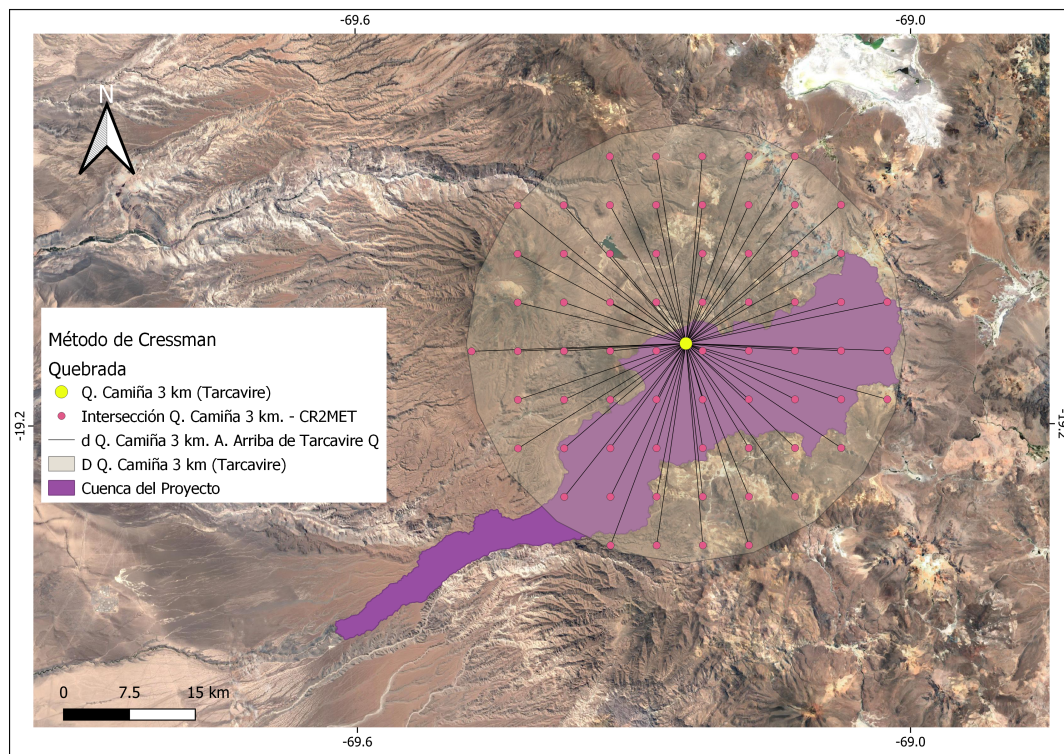 -69.6
-69.0
N
Método de Cressman
Quebrada
Q. Camiña 3 km (Tarcavire)
Intersección Q. Camiña 3 km. - CR2MET
d Q. Camiña 3 km. A. Arriba de Tarcavire Q
D Q. Camiña 3 km (Tarcavire)
Cuenca del Proyecto
-19.2
-19.2
0 7.5 15 km
-69.6
-69.0